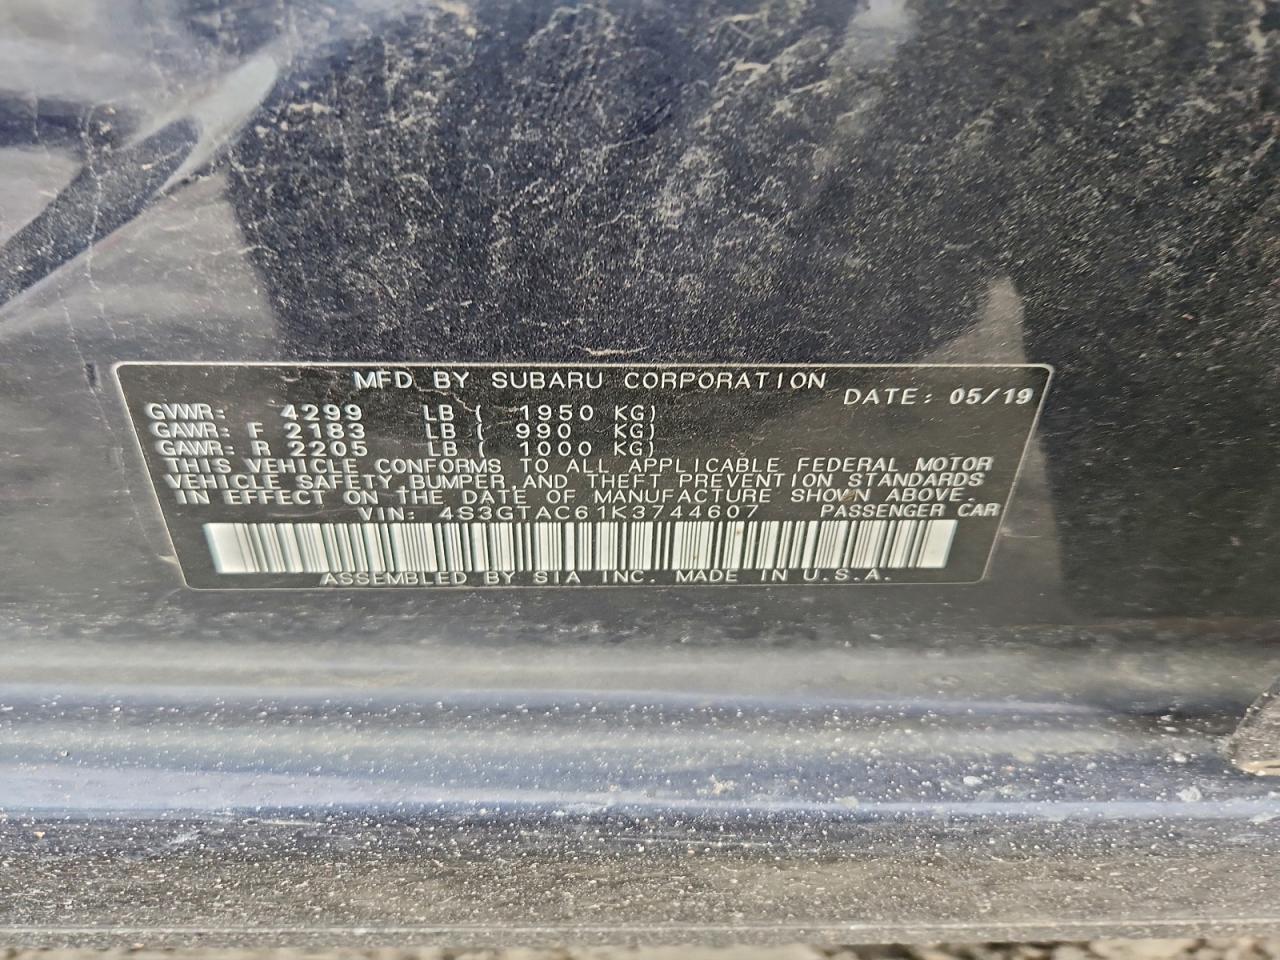 MFD BY SUBARU CORPORATION DATE: 05/19
GVWR: 4299 LB ( 1950 KG)
GAWR: F 2183 LB ( 990 KG)
GAWR: R 2205 LB ( 1000 KG)
THIS VEHICLE CONFORMS TO ALL APPLICABLE FEDERAL MOTOR
VEHICLE SAFETY, BUMPER, AND THEFT PREVENTION STANDARDS
IN EFFECT ON THE DATE OF MANUFACTURE SHOWN ABOVE.
VIN: 4S3GTAC61K3744607 PASSENGER CAR
ASSEMBLED BY SIA INC. MADE IN U.S.A.